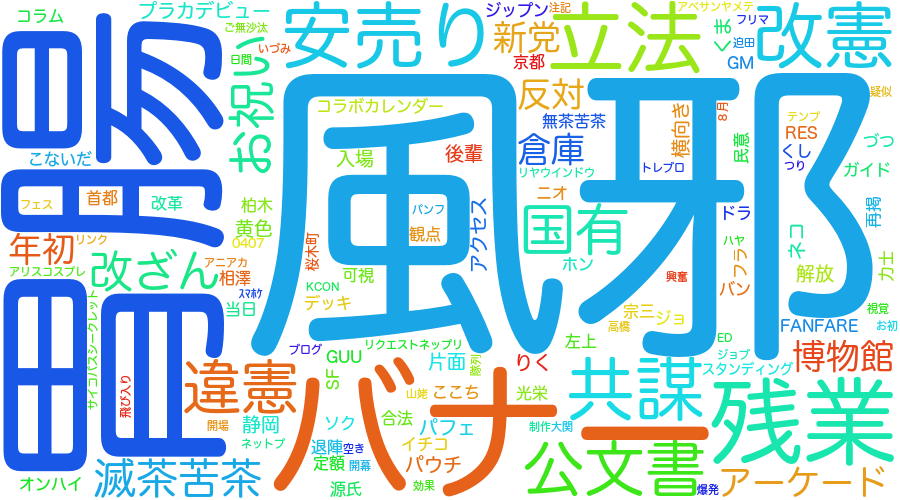 コラム
プラカデビュー
ご無沙汰
安売り
ジップン
注記
アベサンヤメテ
フリマ
立法
くま
迫田
GM
改憲
新党
京都
いづみ
日間
お祝い
明日
コラボカレンダー
反対
無茶苦茶
横向き
8月
民意
疑似
テンプ
RES
くし
つり
づつ
ガイド
トレブロ
こないだ
入場
後輩
倉庫
リヤウインドウ
ニオ
風邪
フェス
首都
改革
柏木
黄色
0407
パンフ
観点
アクセス
国有
ドラ
ネコ
再掲
年初
リンク
アリスコスプレ
改ざん
アニアカ
相澤
桜木町
可視
ホン
ハヤ
バフラ
バン
解放
力士
KCON
スマホケ
デッキ
当日
興奮
宗三
ジョ
高橋
FANFARE
視覚
お初
サイコパスシークレット
ブログ
リクエストネップリ
左上
ED
ジョブ
スタンディング
博物館
田中
飛び入り
違憲
GUU
SF
片面
隊列
りく
共謀
残業
バナー
山姥
ここち
光栄
開場
静岡
ネットプ
ソク
合法
パフェ
制作大関
退陣
空き
イチコ
定額
開幕
パウチ
公文書
アーケード
オンハイ
滅茶苦茶
源氏
効果
爆発